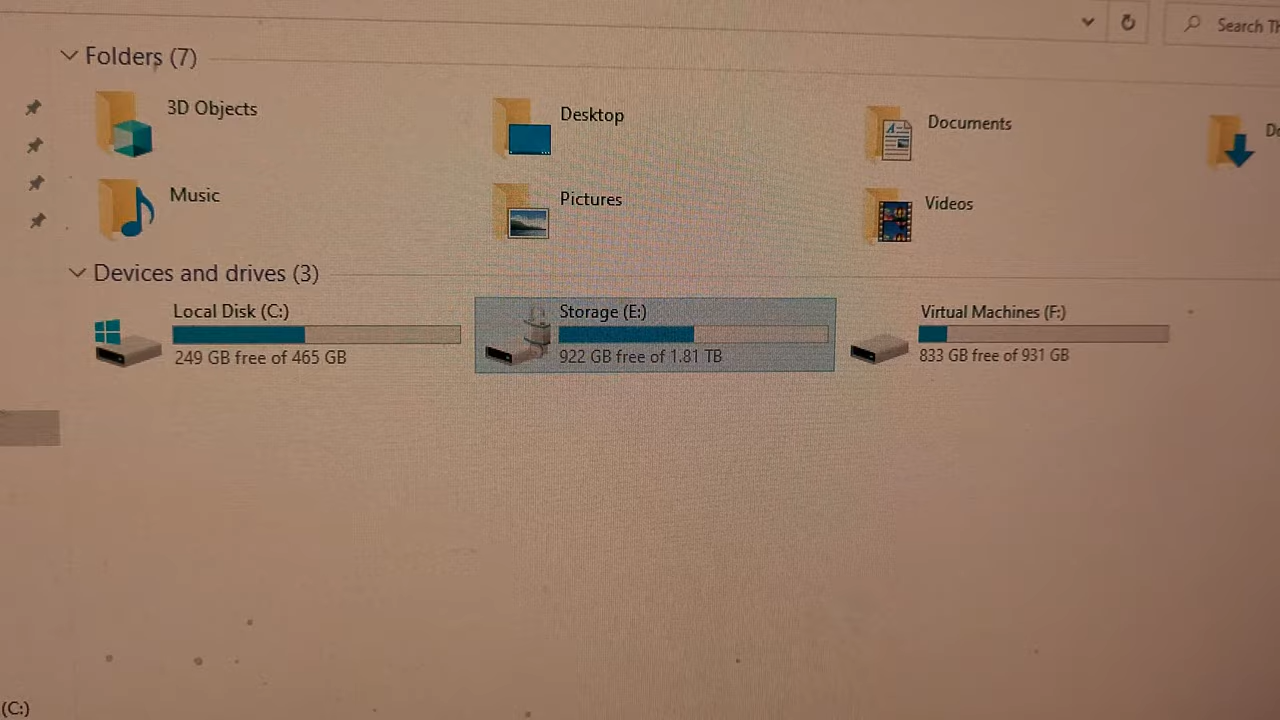 Search
Folders (7)
3D Objects
Desktop
Documents
Music
Pictures
Videos
Devices and drives (3)
Local Disk (C:)
249 GB free of 465 GB
Storage (E:)
922 GB free of 1.81 TB
Virtual Machines (F:)
833 GB free of 931 GB
(C:)